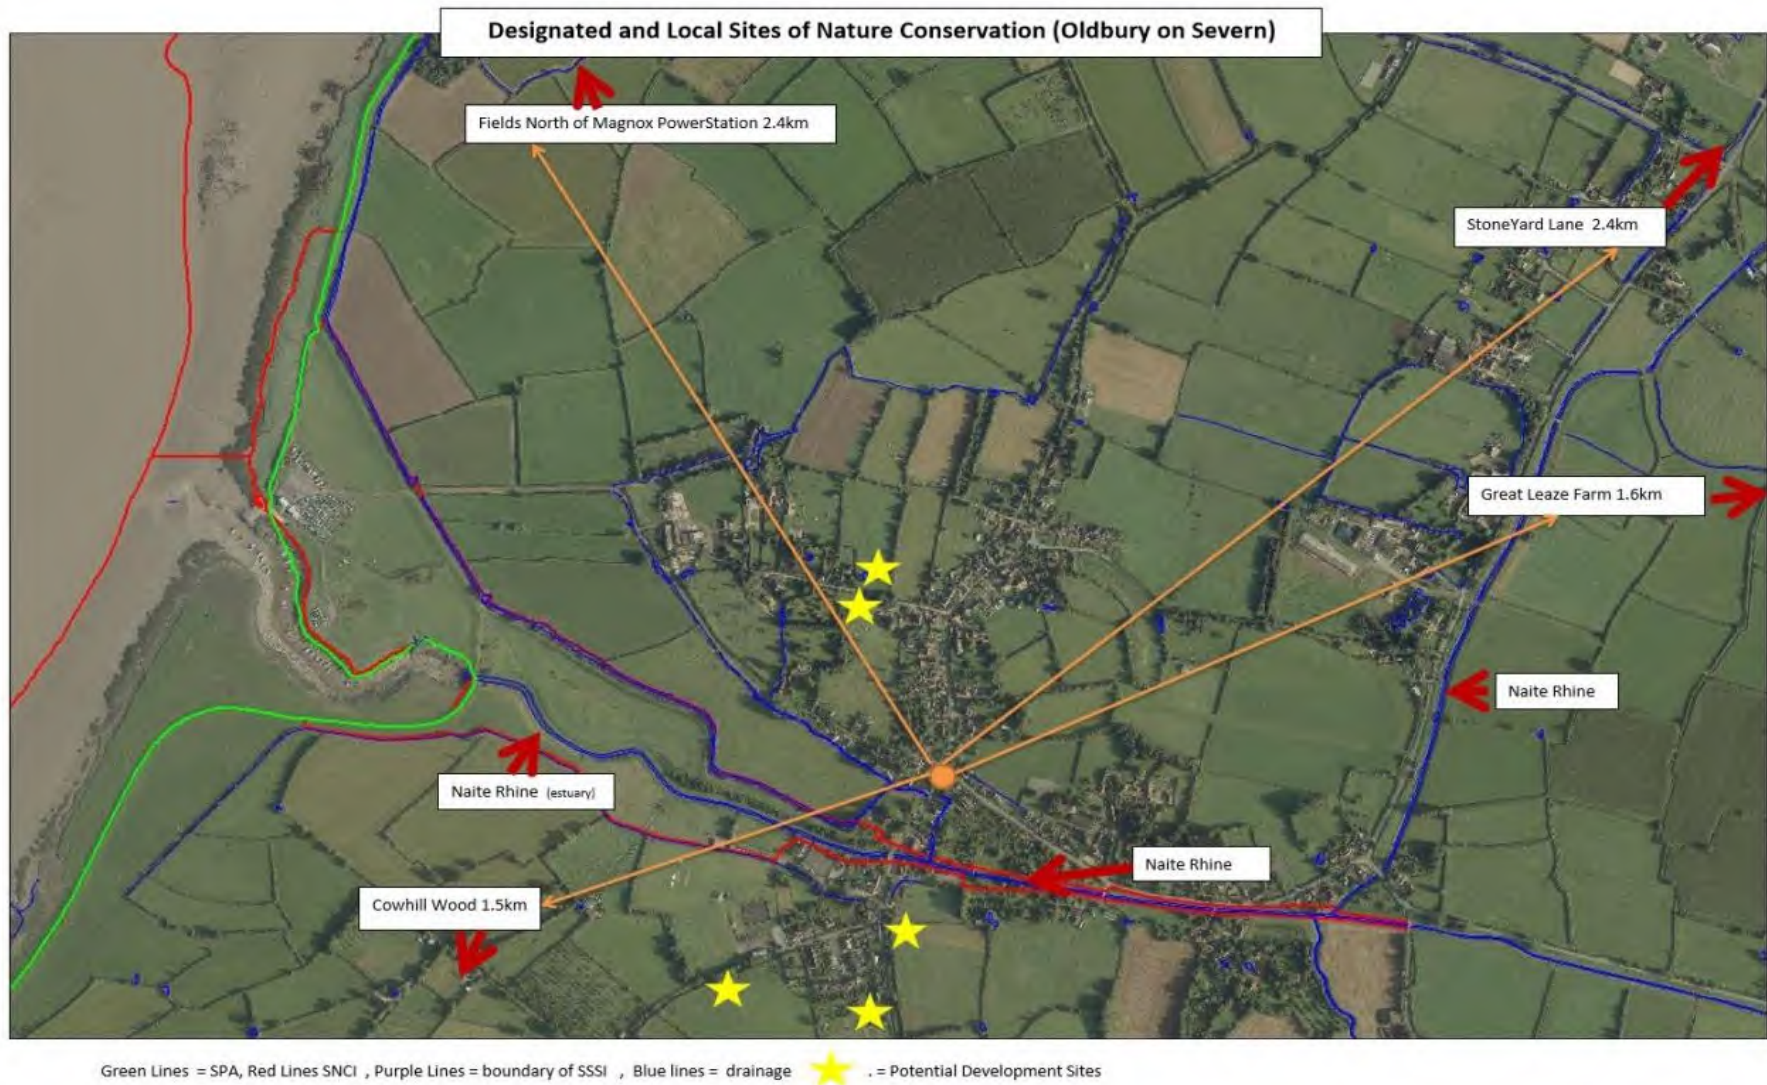 Designated and Local Sites of Nature Conservation (Oldbury on Severn)
Fields North of Magnox PowerStation 2.4km
StoneYard Lane 2.4km
Great Leaze Farm 1.6km
Naite Rhine
Naite Rhine (estuary)
Naite Rhine
Cowhill Wood 1.5km
Green Lines = SPA, Red Lines SNCI , Purple Lines = boundary of SSSI , Blue lines = drainage . = Potential Development Sites